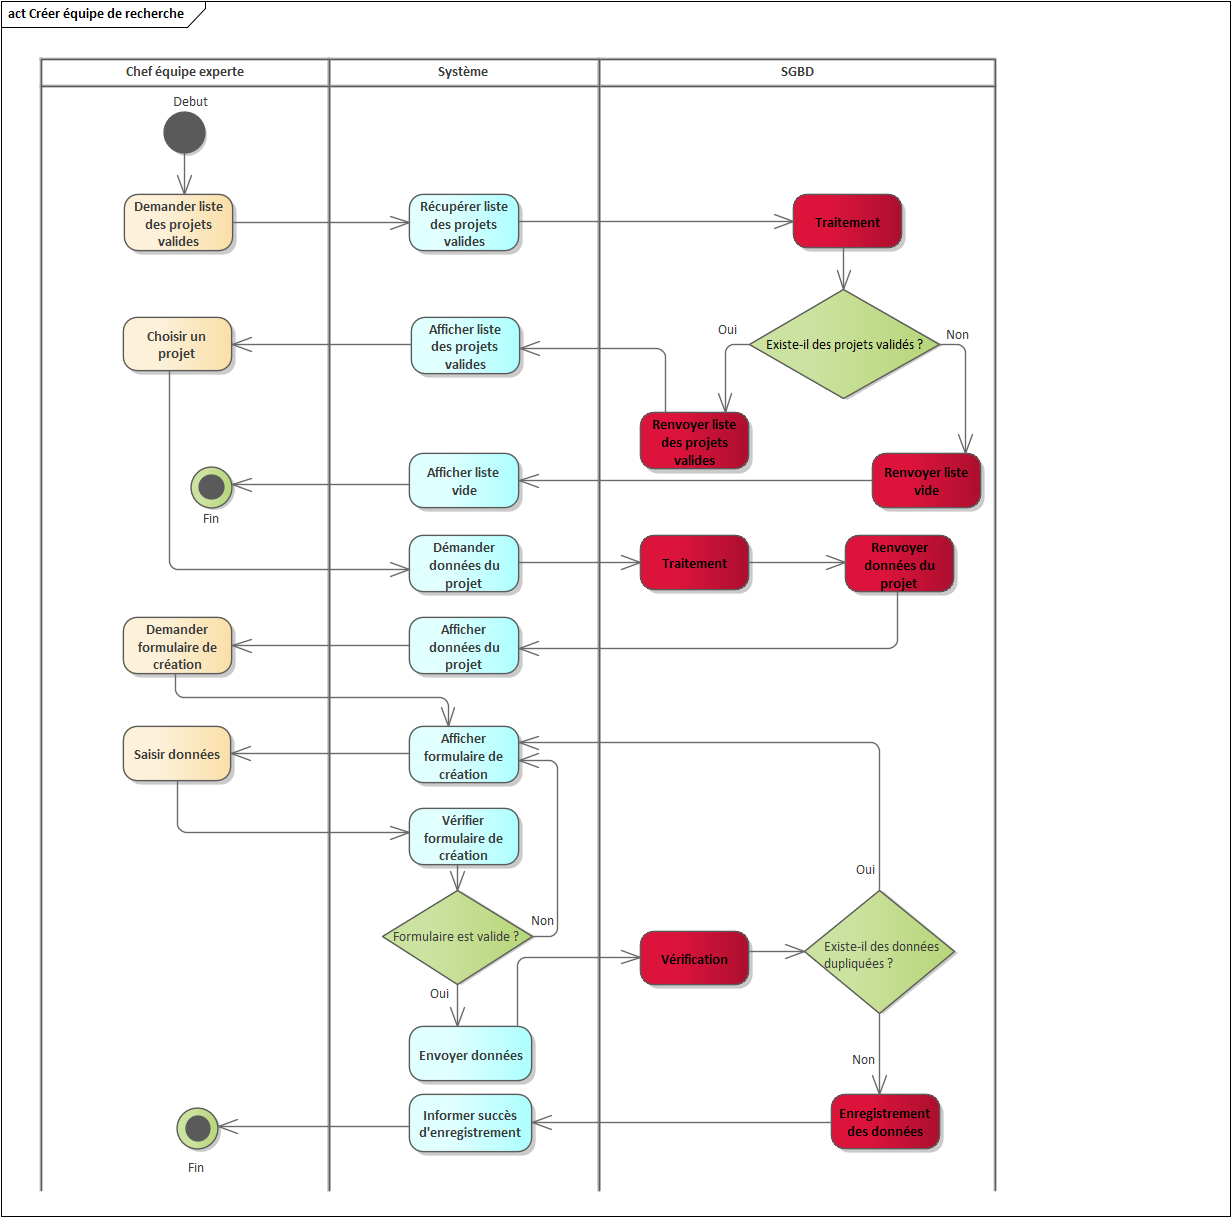 act Créer équipe de recherche
Chef équipe experte
Système
SGBD
Debut
Demander liste
des projets
valides
Récupérer liste
des projets
valides
Traitement
Choisir un
projet
Afficher liste
des projets
valides
Oui
Existe-il des projets validés ?
Non
Renvoyer liste
des projets
valides
Afficher liste
vide
Renvoyer liste
vide
Fin
Démander
données du
projet
Traitement
Renvoyer
données du
projet
Demander
formulaire de
création
Afficher
données du
projet
Saisir données
Afficher
formulaire de
création
Vérifier
formulaire de
création
Oui
Formulaire est valide ?
Non
Vérification
Existe-il des données
dupliquées ?
Oui
Envoyer données
Non
Informer succès
d'enregistrement
Enregistrement
des données
Fin